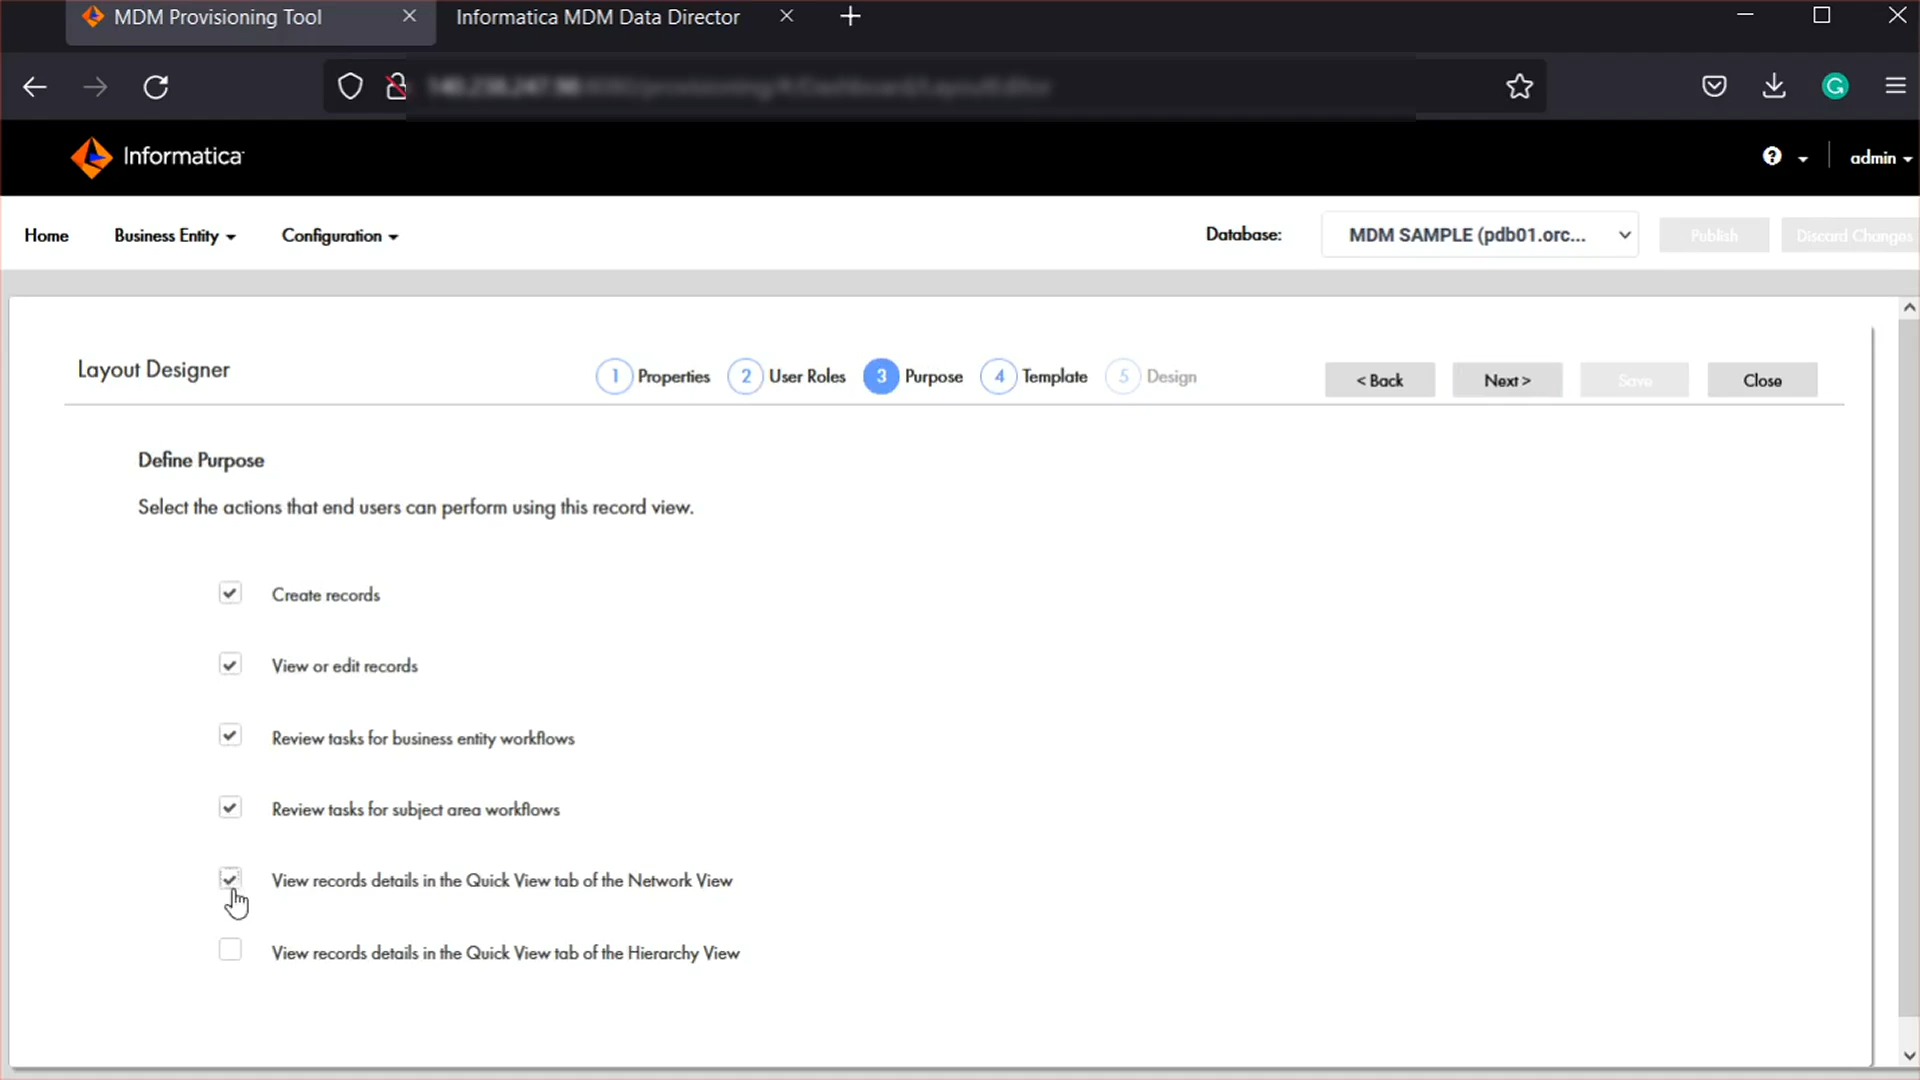 MDM Provisioning Tool
Informatica MDM Data Director
Informatica
admin
Home
Business Entity
Configuration
Database:
MDM SAMPLE (pdb01.orc...
Publish
Discard Changes
Layout Designer
1 Properties
2 User Roles
3 Purpose
4 Template
5 Design
< Back
Next >
Save
Close
Define Purpose
Select the actions that end users can perform using this record view.
Create records
View or edit records
Review tasks for business entity workflows
Review tasks for subject area workflows
View records details in the Quick View tab of the Network View
View records details in the Quick View tab of the Hierarchy View